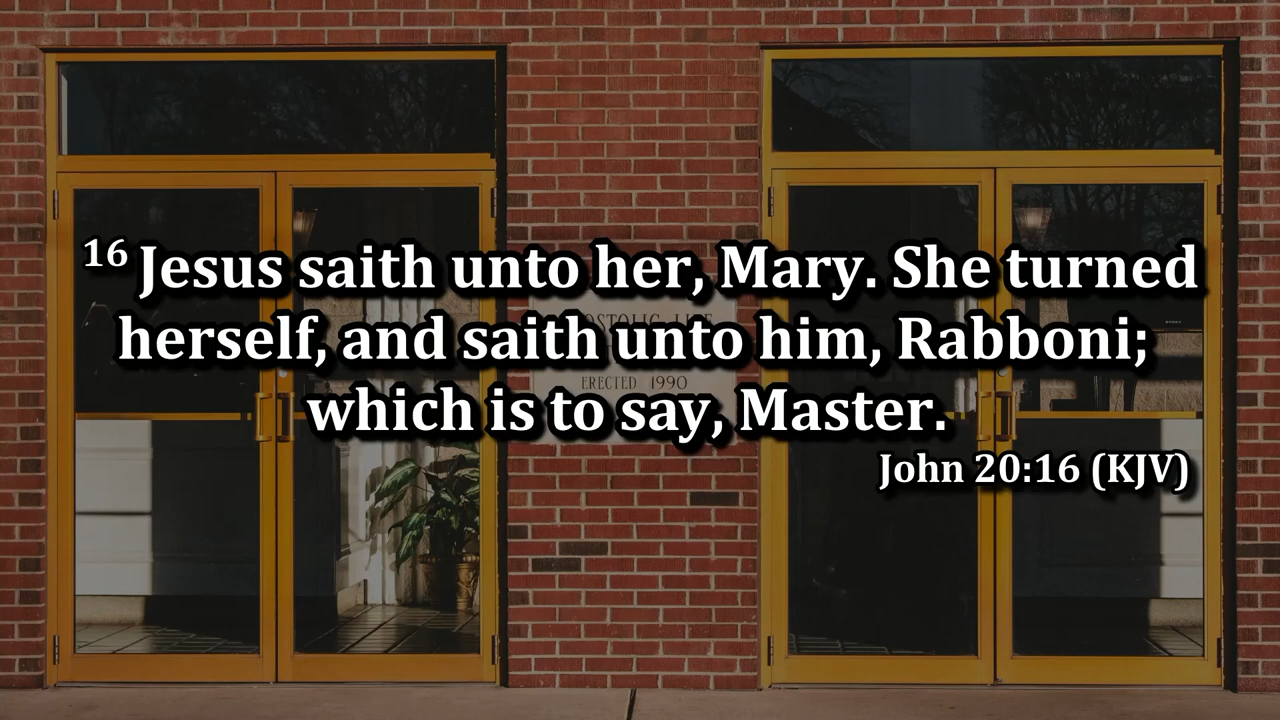 16 Jesus saith unto her, Mary. She turned
herself, and saith unto him, Rabboni;
which is to say, Master.
John 20:16 (KJV)
ERECTED 1990